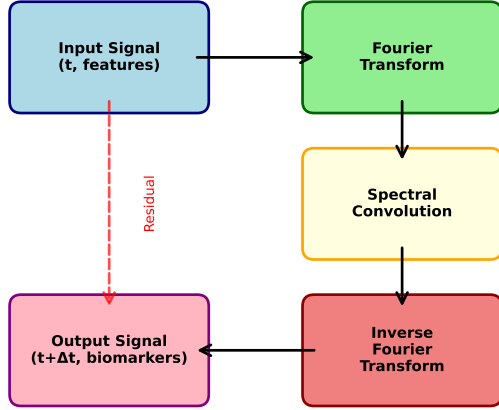 Input Signal
(t, features)
Fourier
Transform
Residual
Spectral
Convolution
Output Signal
(t+Δt, biomarkers)
Inverse
Fourier
Transform